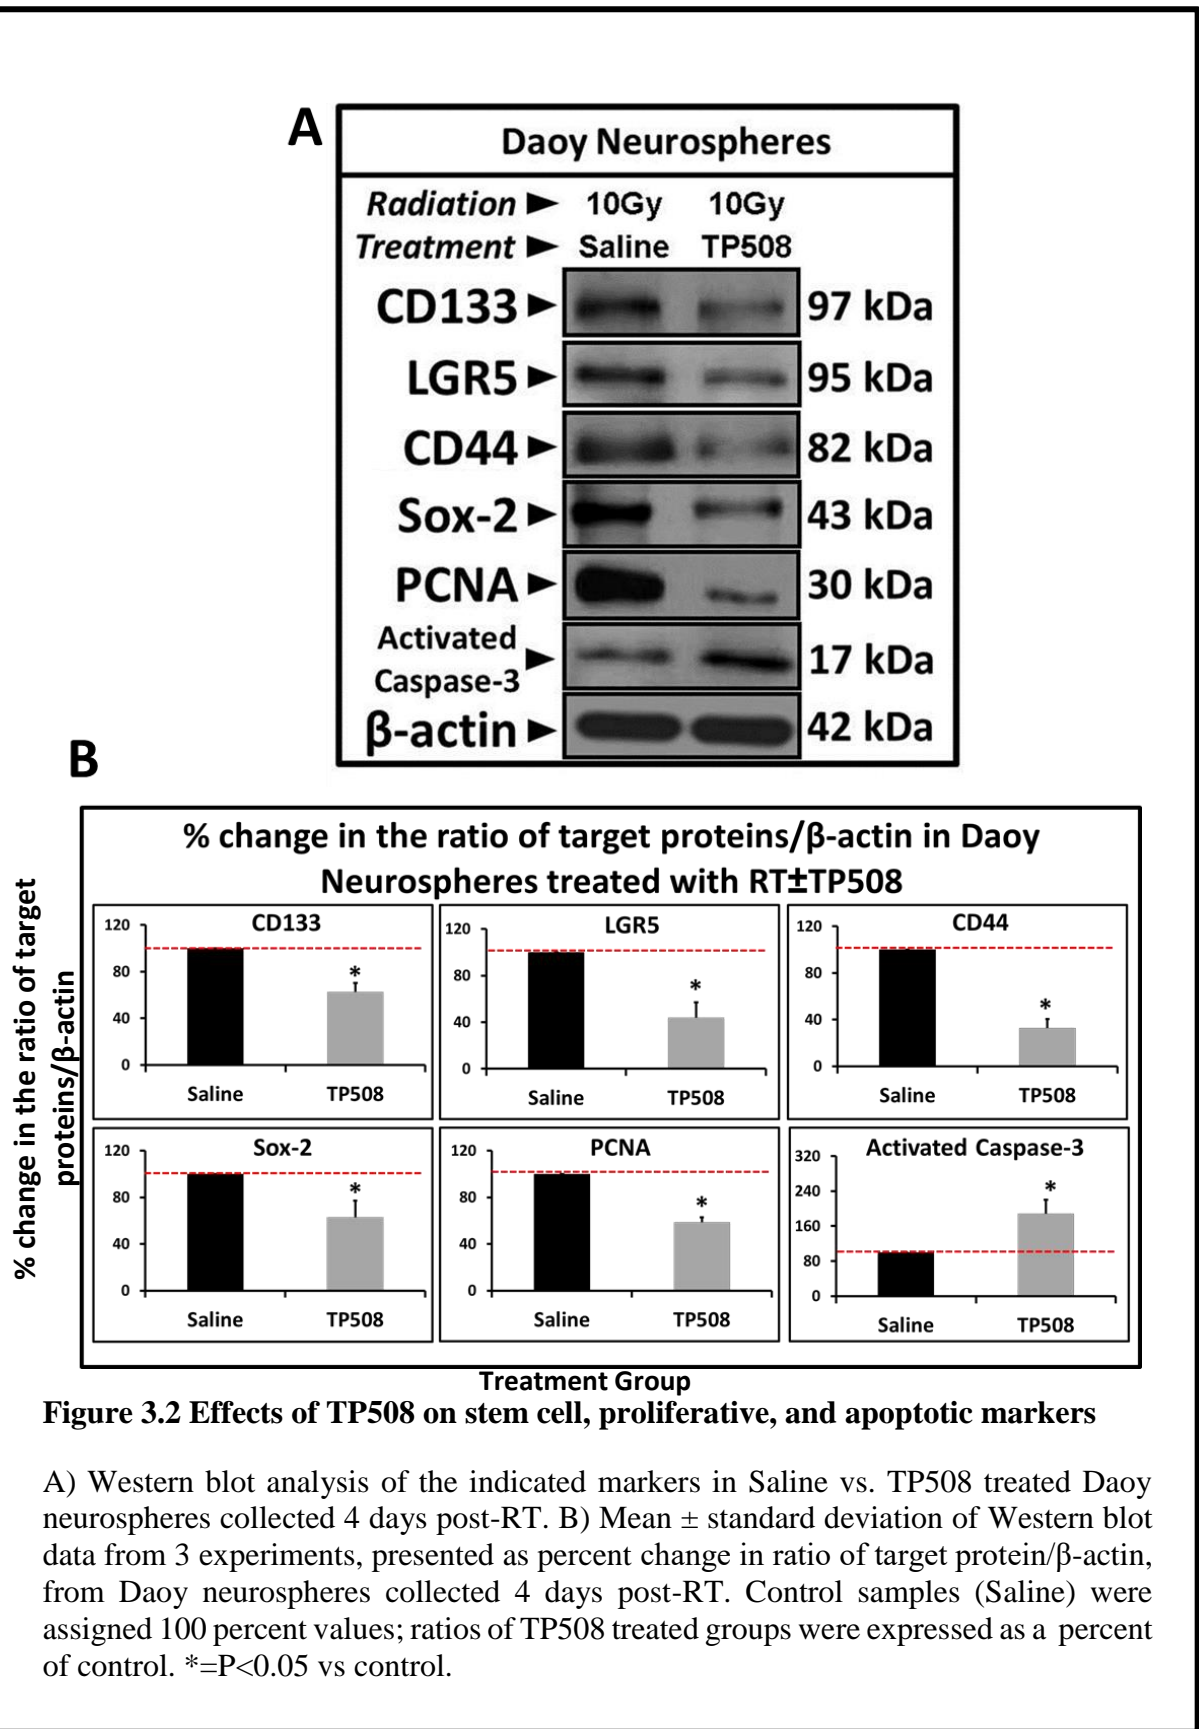 A
Daoy Neurospheres
Radiation ► 10Gy 10Gy
Treatment ► Saline TP508
CD133 ► 97 kDa
LGR5 ► 95 kDa
CD44 ► 82 kDa
Sox-2 ► 43 kDa
PCNA ► 30 kDa
Activated
Caspase-3 ► 17 kDa
β-actin ► 42 kDa
B
% change in the ratio of target
proteins/β-actin
% change in the ratio of target proteins/β-actin in Daoy
Neurospheres treated with RT±TP508
CD133
120
80
40
0
*
Saline TP508
LGR5
120
80
40
0
*
Saline TP508
CD44
120
80
40
0
*
Saline TP508
Sox-2
120
80
40
0
*
Saline TP508
PCNA
120
80
40
0
*
Saline TP508
Activated Caspase-3
320
240
160
80
0
*
Saline TP508
Treatment Group
Figure 3.2 Effects of TP508 on stem cell, proliferative, and apoptotic markers
A) Western blot analysis of the indicated markers in Saline vs. TP508 treated Daoy
neurospheres collected 4 days post-RT. B) Mean ± standard deviation of Western blot
data from 3 experiments, presented as percent change in ratio of target protein/β-actin,
from Daoy neurospheres collected 4 days post-RT. Control samples (Saline) were
assigned 100 percent values; ratios of TP508 treated groups were expressed as a percent
of control. *=P<0.05 vs control.